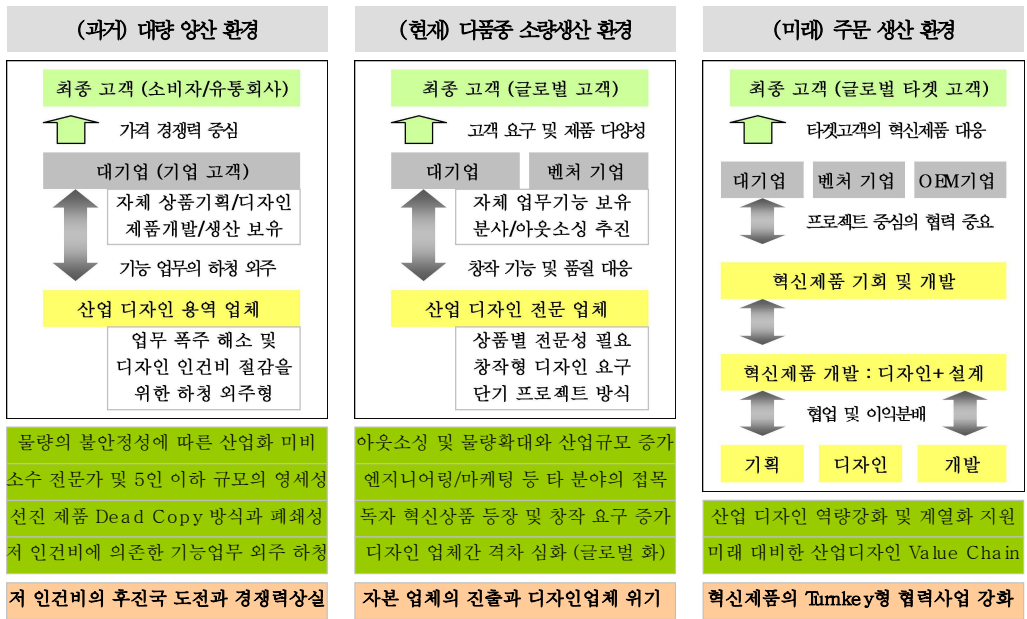 (과거) 대량 양산 환경
최종 고객 (소비자/유통회사)
가격 경쟁력 중심
대기업 (기업 고객)
자체 상품기획/디자인
제품개발/생산 보유
기능 업무의 하청 외주
산업 디자인 용역 업체
업무 폭주 해소 및
디자인 인건비 절감을
위한 하청 외주형
물량의 불안정성에 따른 산업화 미비
소수 전문가 및 5인 이하 규모의 영세성
선진 제품 Dead Copy 방식과 폐쇄성
저 인건비에 의존한 기능업무 외주 하청
저 인건비의 후진국 도전과 경쟁력상실
(현재) 다품종 소량생산 환경
최종 고객 (글로벌 고객)
고객 요구 및 제품 다양성
대기업
벤처 기업
자체 업무기능 보유
분사/아웃소싱 추진
창작 기능 및 품질 대응
산업 디자인 전문 업체
상품별 전문성 필요
창작형 디자인 요구
단기 프로젝트 방식
아웃소싱 및 물량확대와 산업규모 증가
엔지니어링/마케팅 등 타 분야의 접목
독자 혁신상품 등장 및 창작 요구 증가
디자인 업체간 격차 심화 (글로벌 화)
자본 업체의 진출과 디자인업체 위기
(미래) 주문 생산 환경
최종 고객 (글로벌 타겟 고객)
타겟고객의 혁신제품 대응
대기업
벤처 기업
OEM기업
프로젝트 중심의 협력 중요
혁신제품 기회 및 개발
혁신제품 개발 : 디자인+ 설계
협업 및 이익분배
기획
디자인
개발
산업 디자인 역량강화 및 계열화 지원
미래 대비한 산업디자인 Value Chain
혁신제품의 Turnkey형 협력사업 강화